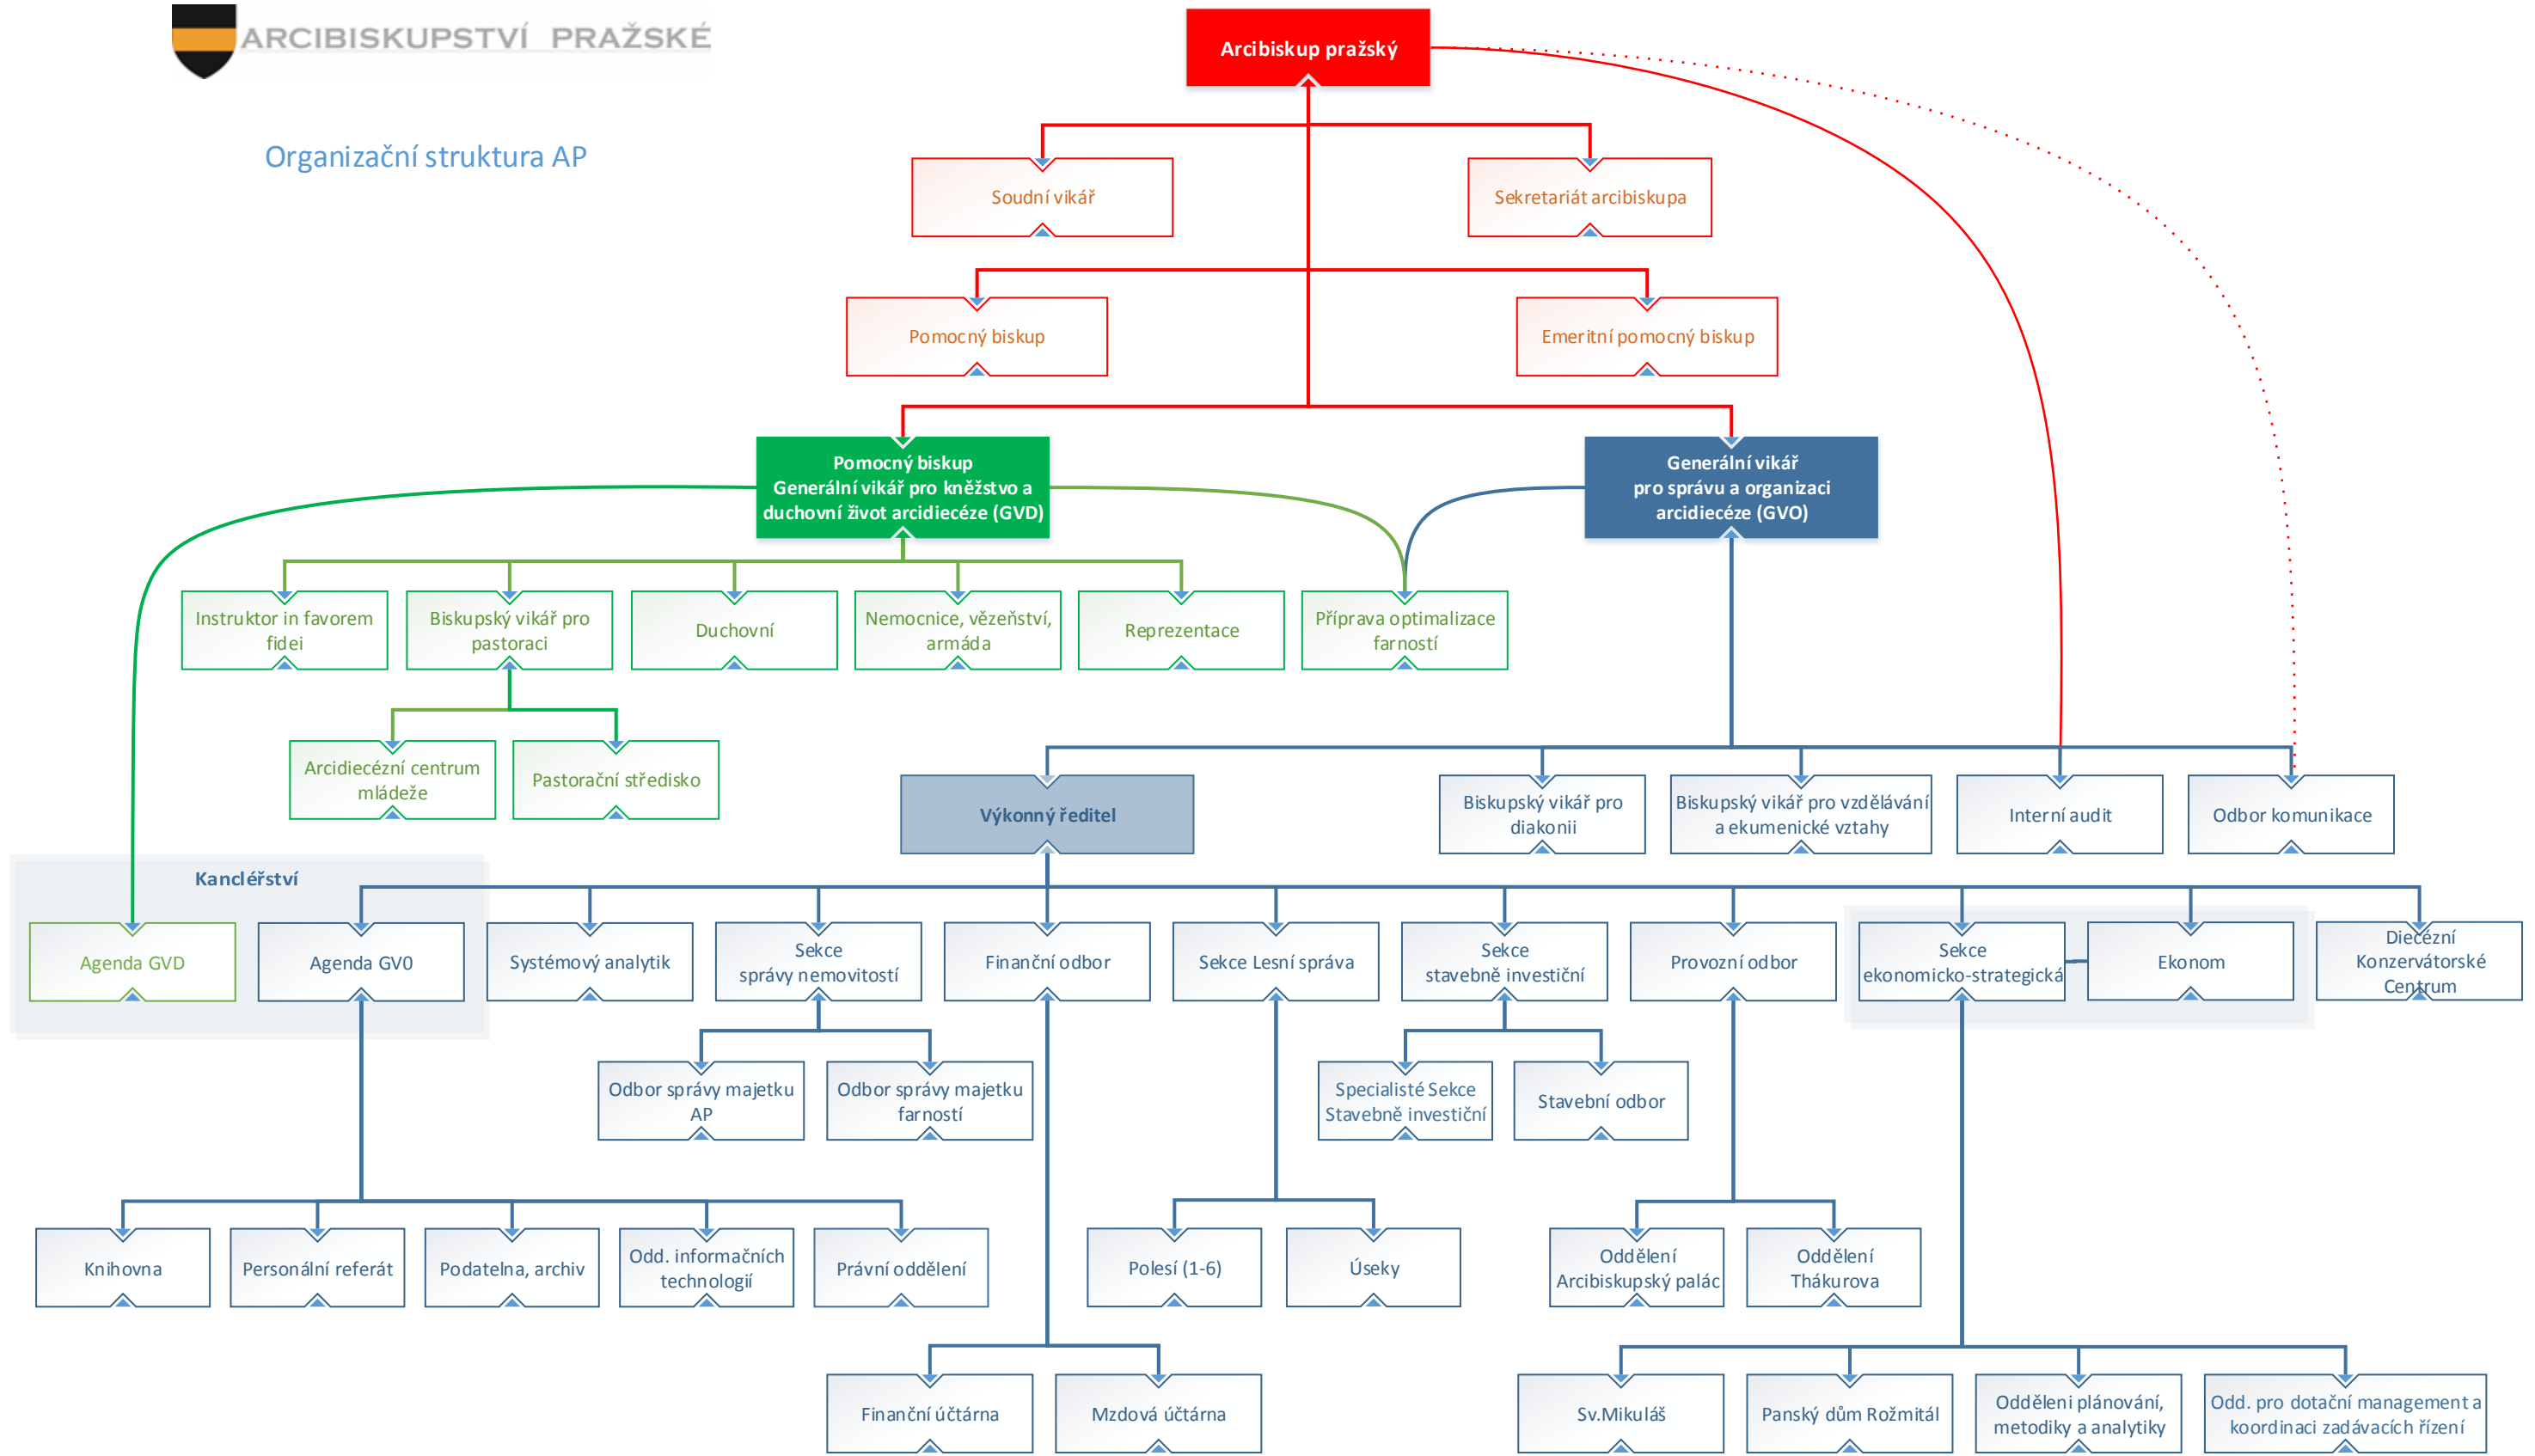 ARCIBISKUPSTVÍ PRAŽSKÉ
Organizační struktura AP
Arcibiskup pražský
Soudní vikář
Sekretariát arcibiskupa
Pomocný biskup
Emeritní pomocný biskup
Pomocný biskup
Generální vikář pro kněžstvo a
duchovní život arcidiecéze (GVD)
Generální vikář
pro správu a organizaci
arcidiecéze (GVO)
Instruktor in favorem
fidei
Biskupský vikář pro
pastoraci
Duchovní
Nemocnice, vězeňství,
armáda
Reprezentace
Příprava optimalizace
farností
Arcidiecézní centrum
mládeže
Pastorační středisko
Výkonný ředitel
Biskupský vikář pro
diakonii
Biskupský vikář pro vzdělávání
a ekumenické vztahy
Interní audit
Odbor komunikace
Kancléřství
Agenda GVD
Agenda GV0
Systémový analytik
Sekce
správy nemovitostí
Finanční odbor
Sekce Lesní správa
Sekce
stavebně investiční
Provozní odbor
Sekce
ekonomicko-strategická
Ekonom
Diecézní
Konzervátorské
Centrum
Odbor správy majetku
AP
Odbor správy majetku
farností
Specialisté Sekce
Stavebně investiční
Stavební odbor
Knihovna
Personální referát
Podatelna, archiv
Odd. informačních
technologií
Právní oddělení
Polesí (1-6)
Úseky
Oddělení
Arcibiskupský palác
Oddělení
Thákurova
Finanční účtárna
Mzdová účtárna
Sv.Mikuláš
Panský dům Rožmitál
Odděleni plánování,
metodiky a analytiky
Odd. pro dotační management a
koordinaci zadávacích řízení